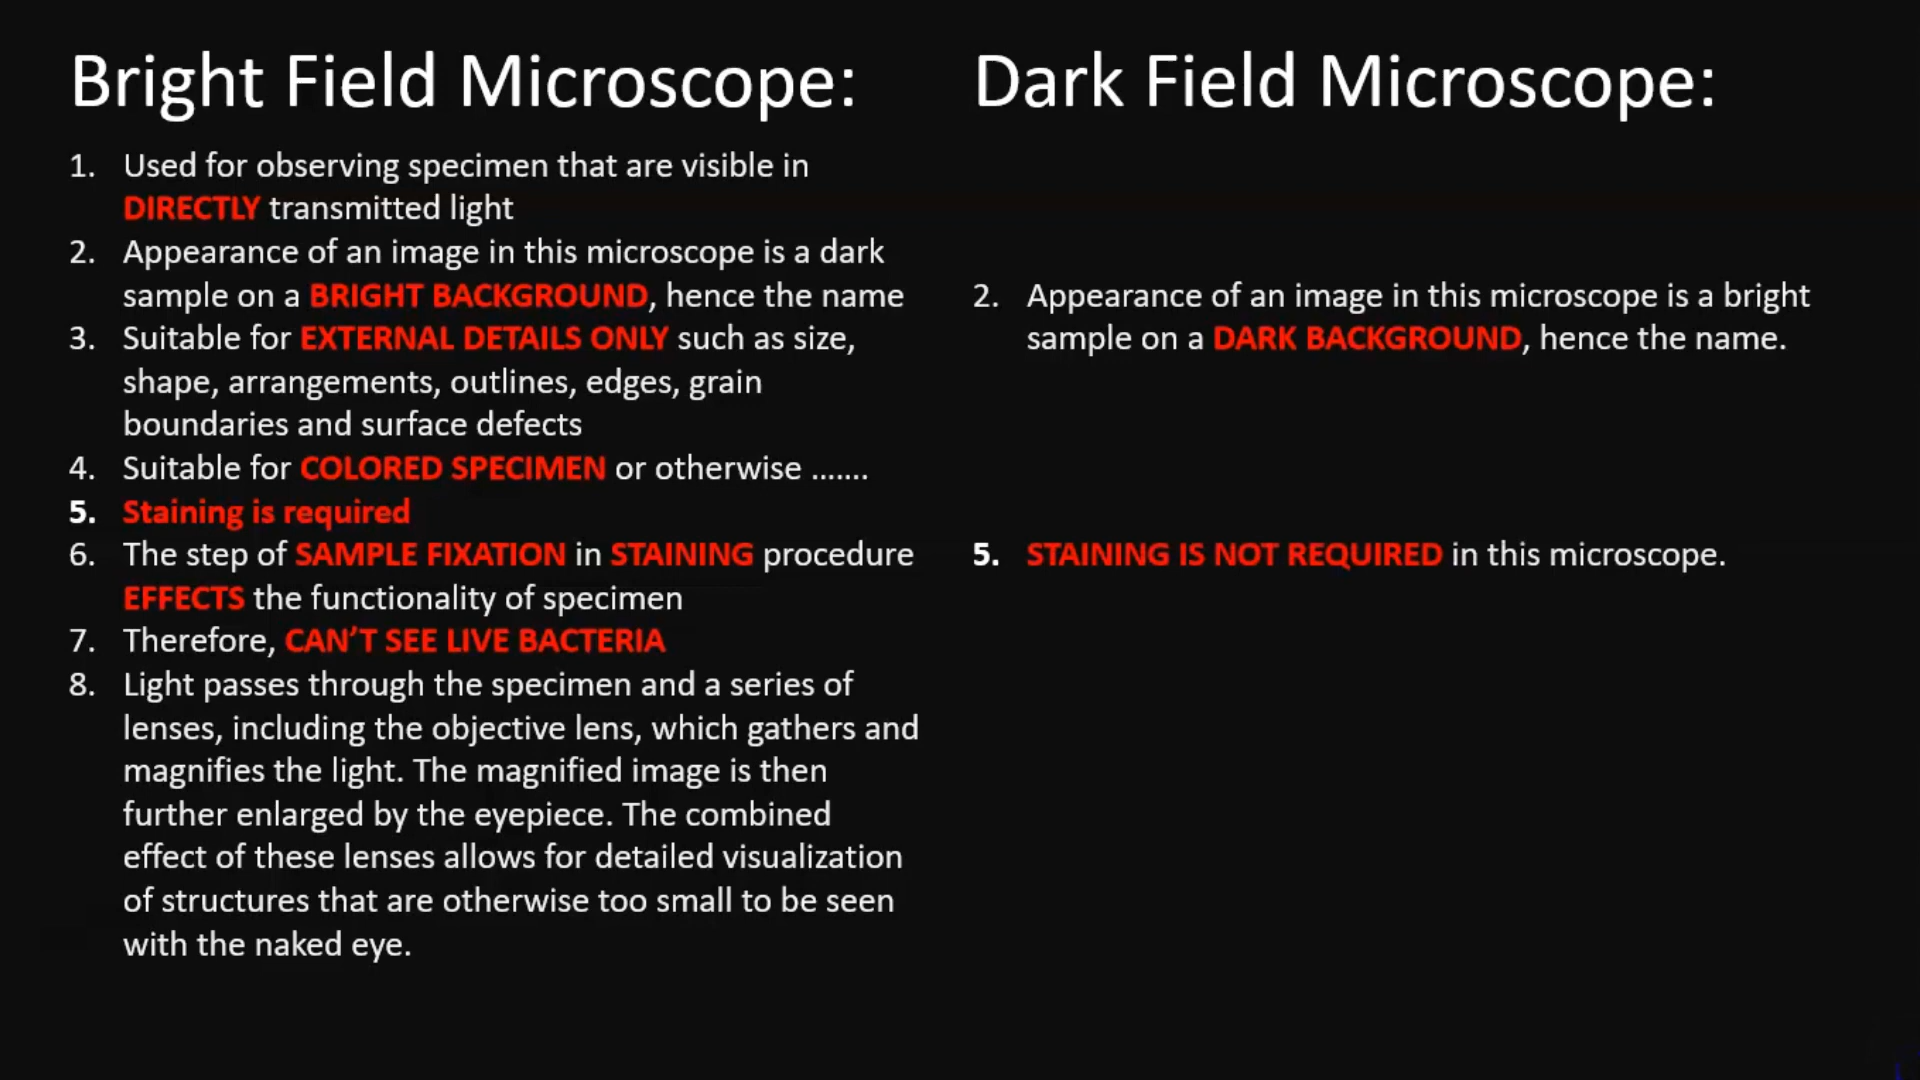 Bright Field Microscope:
1. Used for observing specimen that are visible in
DIRECTLY transmitted light
2. Appearance of an image in this microscope is a dark
sample on a BRIGHT BACKGROUND, hence the name
3. Suitable for EXTERNAL DETAILS ONLY such as size,
shape, arrangements, outlines, edges, grain
boundaries and surface defects
4. Suitable for COLORED SPECIMEN or otherwise .......
5. Staining is required
6. The step of SAMPLE FIXATION in STAINING procedure
EFFECTS the functionality of specimen
7. Therefore, CAN'T SEE LIVE BACTERIA
8. Light passes through the specimen and a series of
lenses, including the objective lens, which gathers and
magnifies the light. The magnified image is then
further enlarged by the eyepiece. The combined
effect of these lenses allows for detailed visualization
of structures that are otherwise too small to be seen
with the naked eye.
Dark Field Microscope:
2. Appearance of an image in this microscope is a bright
sample on a DARK BACKGROUND, hence the name.
5. STAINING IS NOT REQUIRED in this microscope.